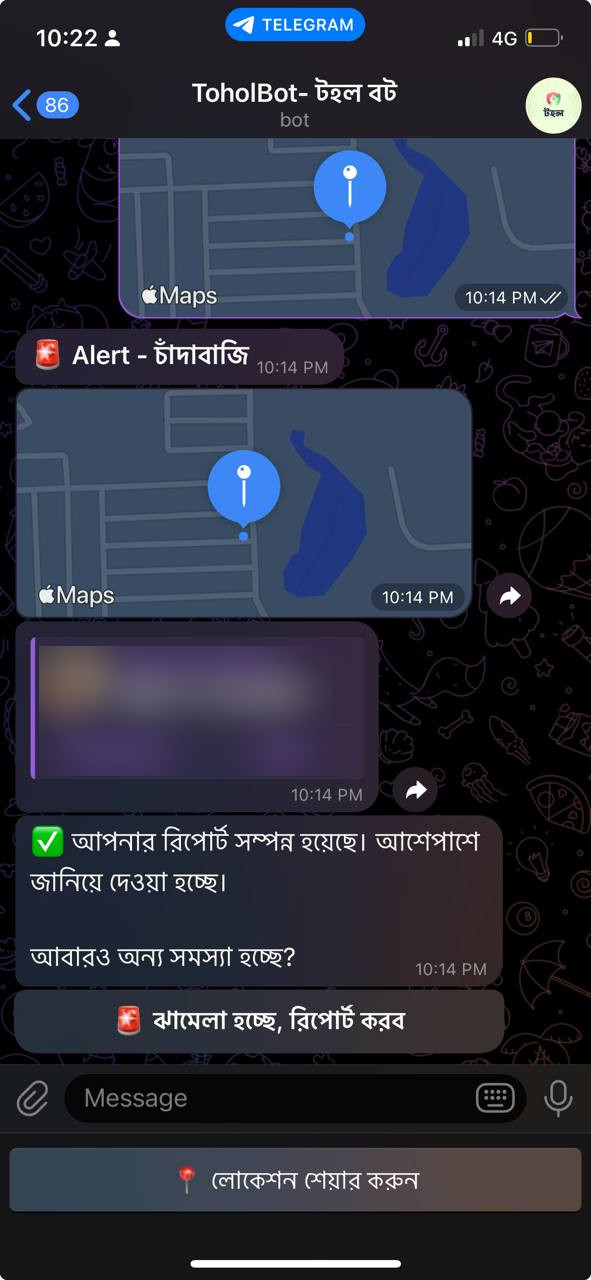 10:22
TELEGRAM
4G
86
ToholBot- টহল বট
bot
টহল
Maps
10:14 PM
🚨 Alert - চাঁদাবাজি
10:14 PM
Maps
10:14 PM
10:14 PM
✅ আপনার রিপোর্ট সম্পন্ন হয়েছে। আশেপাশে
জানিয়ে দেওয়া হচ্ছে।
আবারও অন্য সমস্যা হচ্ছে?
10:14 PM
🚨 ঝামেলা হচ্ছে, রিপোর্ট করব
Message
📍 লোকেশন শেয়ার করুন